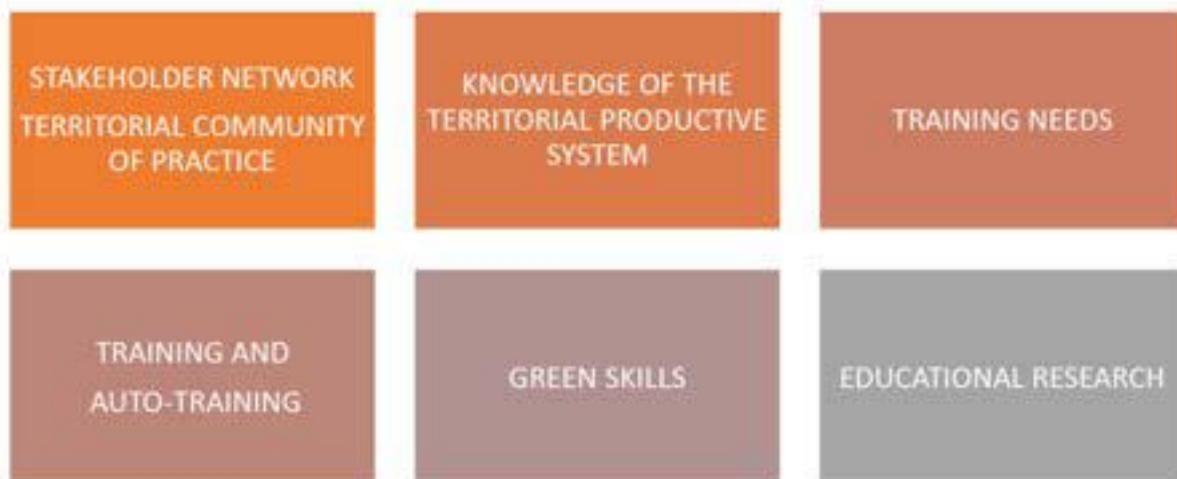 STAKEHOLDER NETWORK
TERRITORIAL COMMUNITY
OF PRACTICE
KNOWLEDGE OF THE
TERRITORIAL PRODUCTIVE
SYSTEM
TRAINING NEEDS
TRAINING AND
AUTO-TRAINING
GREEN SKILLS
EDUCATIONAL RESEARCH